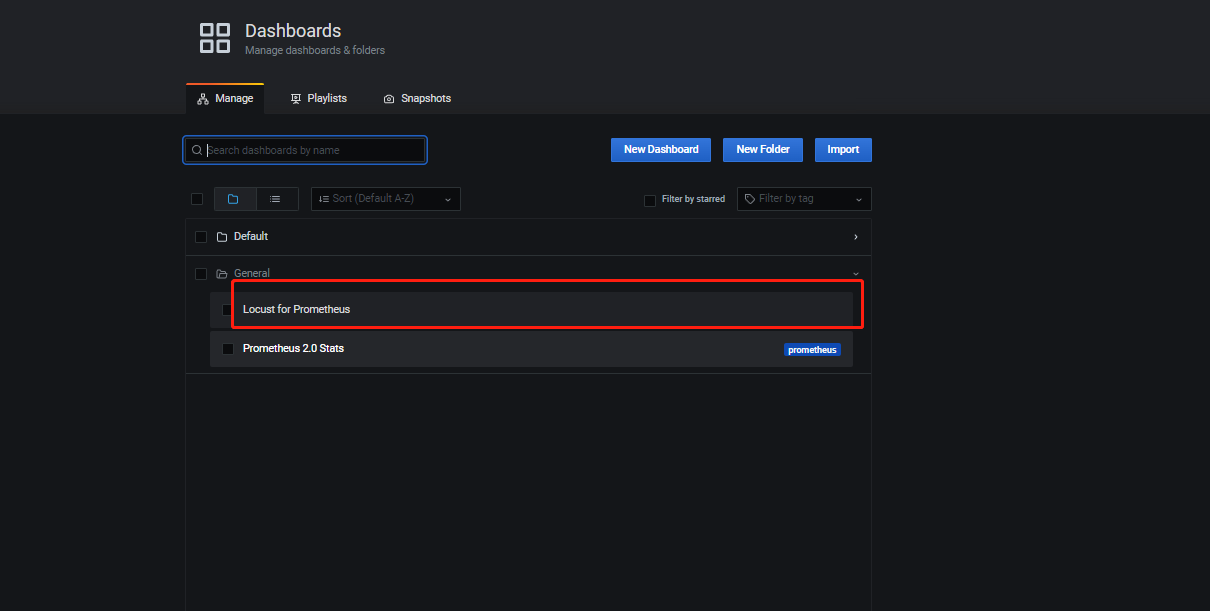 Dashboards
Manage dashboards & folders
Manage Playlists Snapshots
Search dashboards by name New Dashboard New Folder Import
Sort (Default A-Z) Filter by starred Filter by tag
Default
General
Locust for Prometheus
Prometheus 2.0 Stats prometheus